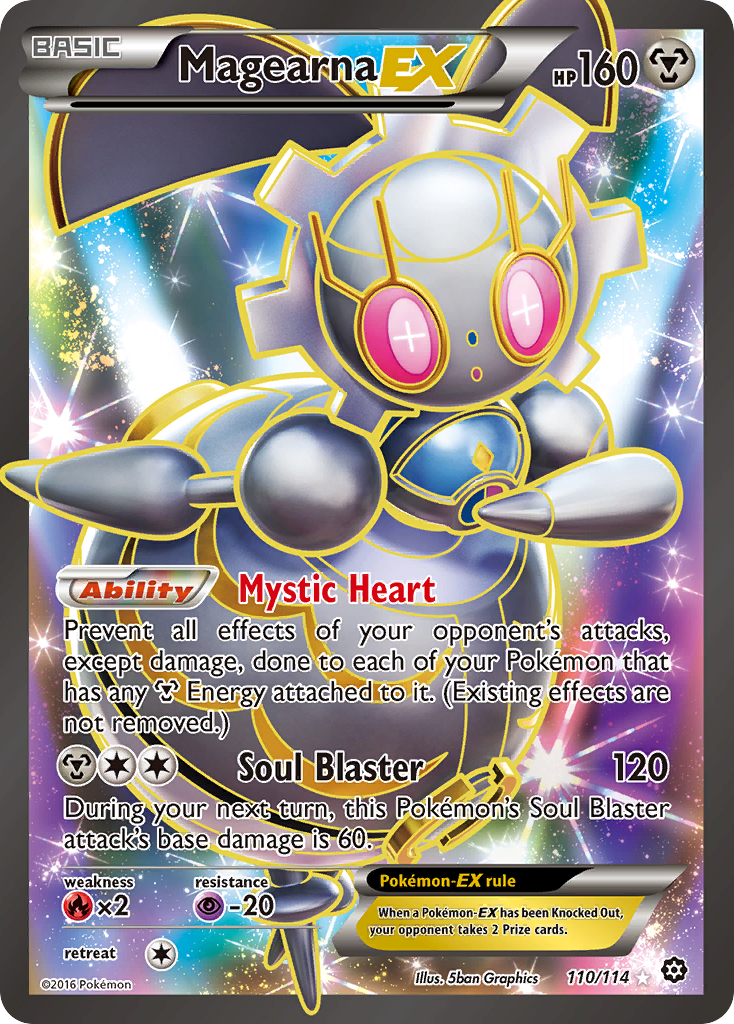 BASIC
Magearna EX
HP160
Ability Mystic Heart
Prevent all effects of your opponent's attacks,
except damage, done to each of your Pokémon that
has any Energy attached to it. (Existing effects are
not removed.)
Soul Blaster 120
During your next turn, this Pokémon's Soul Blaster
attack's base damage is 60.
weakness resistance
×2 -20
retreat
Pokémon-EX rule
When a Pokémon-EX has been Knocked Out,
your opponent takes 2 Prize cards.
©2016 Pokémon Illus. 5ban Graphics 110/114